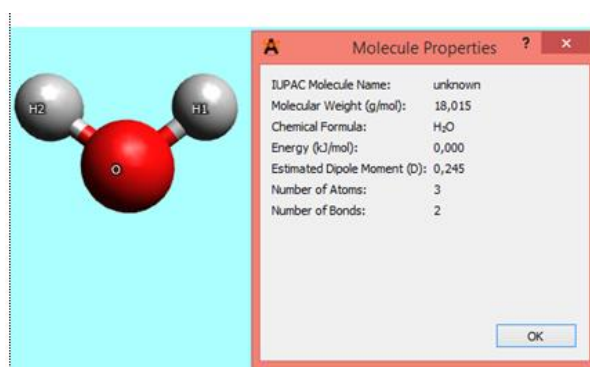 H2
H1
O
Molecule Properties
?
×
IUPAC Molecule Name: unknown
Molecular Weight (g/mol): 18,015
Chemical Formula: H₂O
Energy (kJ/mol): 0,000
Estimated Dipole Moment (D): 0,245
Number of Atoms: 3
Number of Bonds: 2
OK